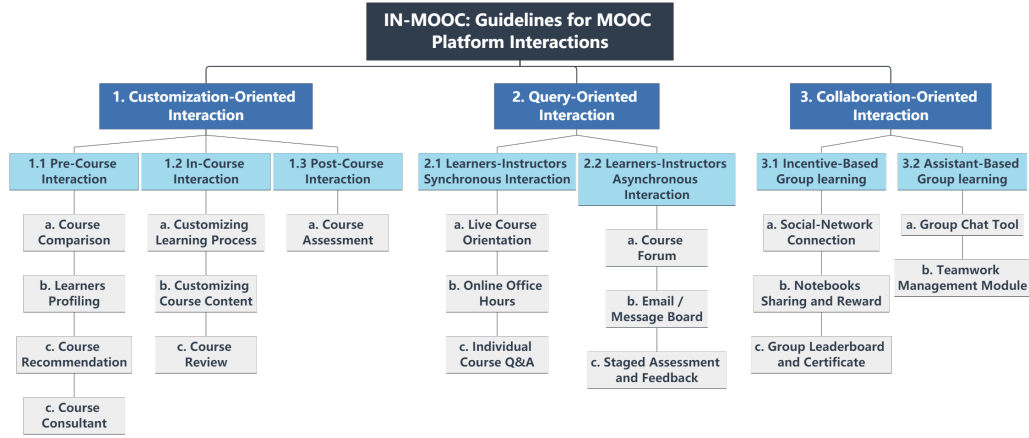 IN-MOOC: Guidelines for MOOC
Platform Interactions
1. Customization-Oriented
Interaction
2. Query-Oriented
Interaction
3. Collaboration-Oriented
Interaction
1.1 Pre-Course
Interaction
1.2 In-Course
Interaction
1.3 Post-Course
Interaction
2.1 Learners-Instructors
Synchronous Interaction
2.2 Learners-Instructors
Asynchronous
Interaction
3.1 Incentive-Based
Group learning
3.2 Assistant-Based
Group learning
a. Course
Comparison
b. Learners
Profiling
c. Course
Recommendation
c. Course
Consultant
a. Customizing
Learning Process
b. Customizing
Course Content
c. Course
Review
a. Course
Assessment
a. Live Course
Orientation
b. Online Office
Hours
c. Individual
Course Q&A
a. Course
Forum
b. Email /
Message Board
c. Staged Assessment
and Feedback
a. Social-Network
Connection
b. Notebooks
Sharing and Reward
c. Group Leaderboard
and Certificate
a. Group Chat Tool
b. Teamwork
Management Module